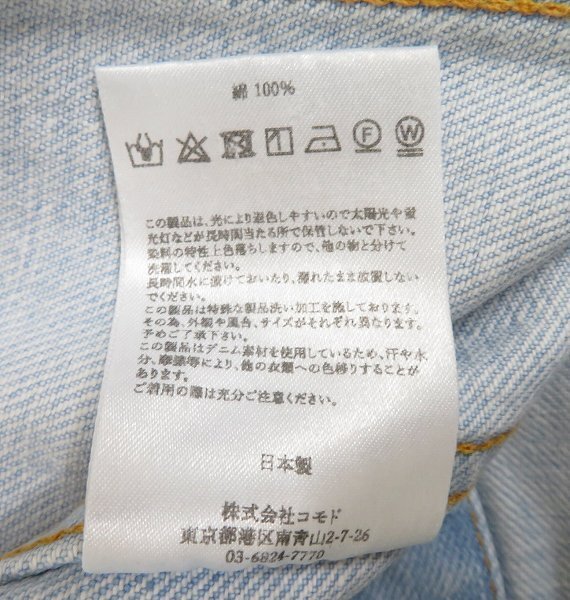 綿 100%
この製品は、光により退色しやすいので太陽光や蛍
光灯などが長時間当たる所で保管しないで下さい。
染料の特性上色落ちしますので、他の物と分けて
洗濯してください。
長時間水に漬けておいたり、濡れたまま放置しない
でください。
この製品は特殊な製品洗い加工を施しております。
その為、外観や風合、サイズがそれぞれ異なります。
予めご了承下さい。
この製品はデニム素材を使用しているため、汗や水
分、摩擦等により、他の衣類への色移りすることが
あります。
ご着用の際は充分ご注意ください。
日本製
株式会社コモド
東京都港区南青山2-7-26
03-6824-7770